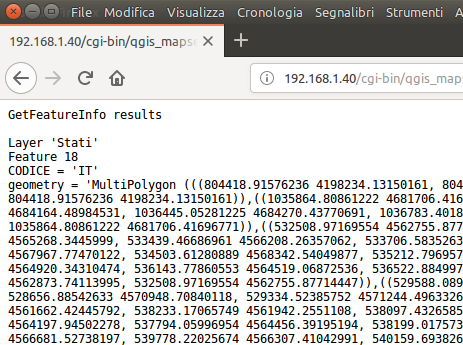 File Modifica Visualizza Cronologia Segnalibri Strumenti
192.168.1.40/cgi-bin/qgis_maps
192.168.1.40/cgi-bin/qgis_map
GetFeatureInfo results
Layer 'Stati'
Feature 18
CODICE = 'IT'
geometry = 'MultiPolygon (((804418.91576236 4198234.13150161, 804
804418.91576236 4198234.13150161)),((1035864.80861222 4681706.416
4684164.48984531, 1036445.05281225 4684270.43770691, 1036783.4018
1035864.80861222 4681706.41696771)),((532508.97169554 4562755.877
4565268.3445999, 533439.46686961 4566208.26357062, 533706.5835263
4567967.77470122, 534503.61280889 4568342.54049877, 535212.796957
4564920.34310474, 536143.77860553 4564519.06872536, 536522.884997
4562873.74113995, 532508.97169554 4562755.87714447)),((529588.089
528656.88542633 4570948.70840118, 529334.52385752 4571244.4963326
4561662.42445792, 538233.17065749 4561942.2551108, 538097.4326585
4564197.94502278, 537794.05996954 4564456.39195194, 538199.017573
4566681.52738197, 539778.22025674 4566307.41042991, 540159.693826